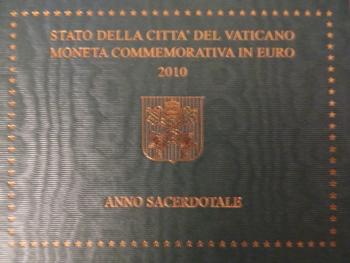 STATO DELLA CITTA' DEL VATICANO
MONETA COMMEMORATIVA IN EURO
2010
ANNO SACERDOTALE